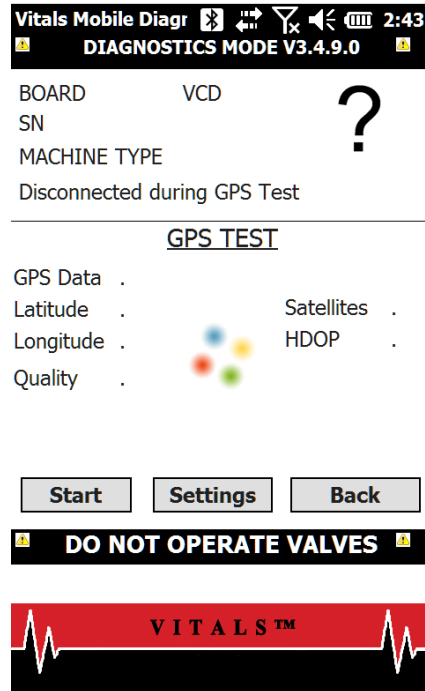 Vitals Mobile Diagr 2:43
DIAGNOSTICS MODE V3.4.9.0
BOARD VCD
SN
MACHINE TYPE
?
Disconnected during GPS Test
GPS TEST
GPS Data .
Latitude . Satellites .
Longitude . HDOP .
Quality .
Start Settings Back
DO NOT OPERATE VALVES
VITALS™